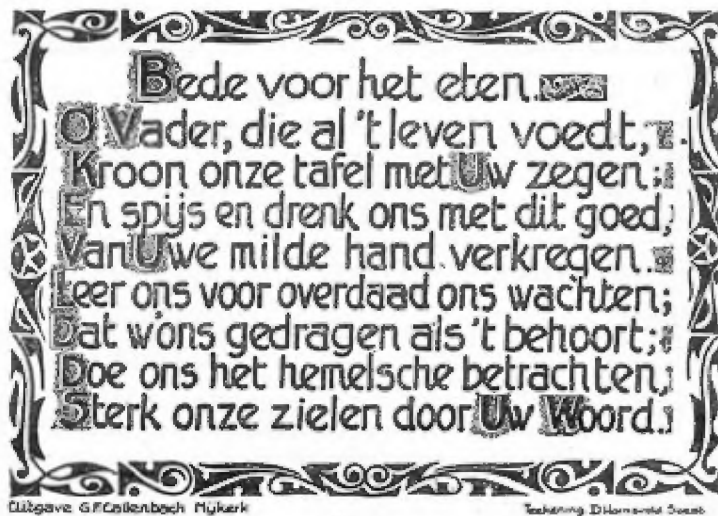 Bede voor het eten.
O Vader, die al 't leven voedt,
Kroon onze tafel met Uw zegen;
En spijs en drenk ons met dit goed,
Van Uwe milde hand verkregen.
Leer ons voor overdaad ons wachten;
Dat w'ons gedragen als 't behoort;
Doe ons het hemelsche betrachten,
Sterk onze zielen door Uw Woord.
Uitgave G.F. Callenbach Nijkerk
Teekening D.